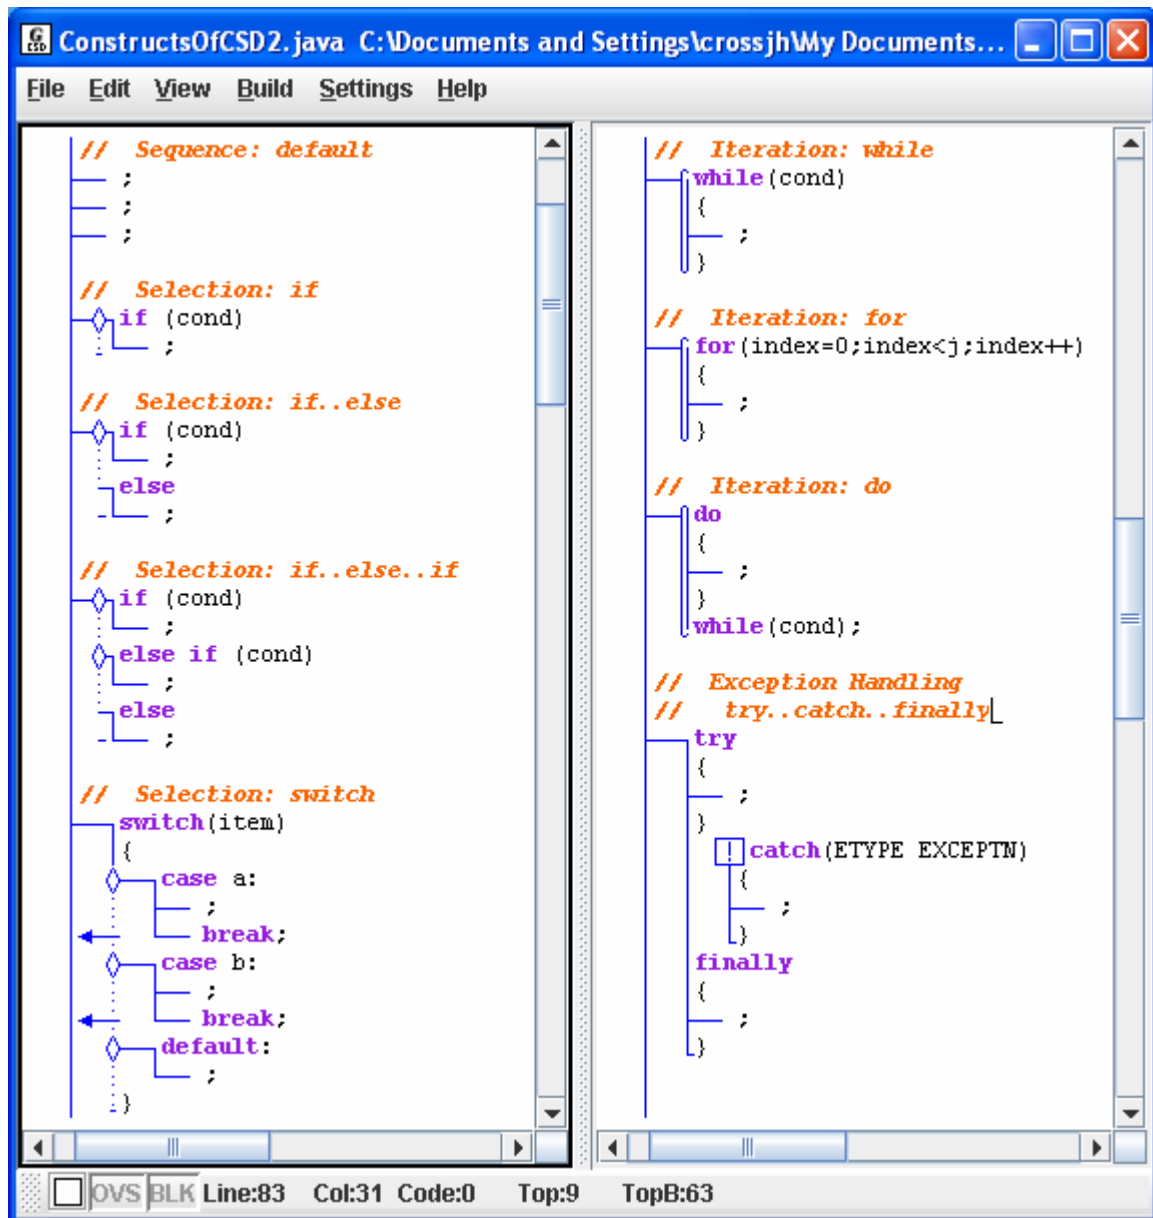 G CSD ConstructsOfCSD2.java C:\Documents and Settings\crossjh\My Documents...
File Edit View Build Settings Help
// Sequence: default
;
;
;
// Selection: if
if (cond)
;
// Selection: if..else
if (cond)
;
else
;
// Selection: if..else..if
if (cond)
;
else if (cond)
;
else
;
// Selection: switch
switch(item)
{
case a:
;
break;
case b:
;
break;
default:
;
}
// Iteration: while
while(cond)
{
;
}
// Iteration: for
for(index=0;index<j;index++)
{
;
}
// Iteration: do
do
{
;
}
while(cond);
// Exception Handling
// try..catch..finally
try
{
;
}
! catch(ETYPE EXCEPTN)
{
;
}
finally
{
;
}
OVS BLK Line:83 Col:31 Code:0 Top:9 TopB:63